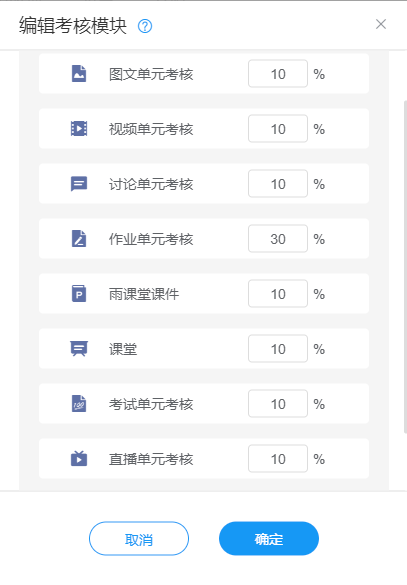 编辑考核模块
图文单元考核 10 %
视频单元考核 10 %
讨论单元考核 10 %
作业单元考核 30 %
雨课堂课件 10 %
课堂 10 %
考试单元考核 10 %
直播单元考核 10 %
取消 确定